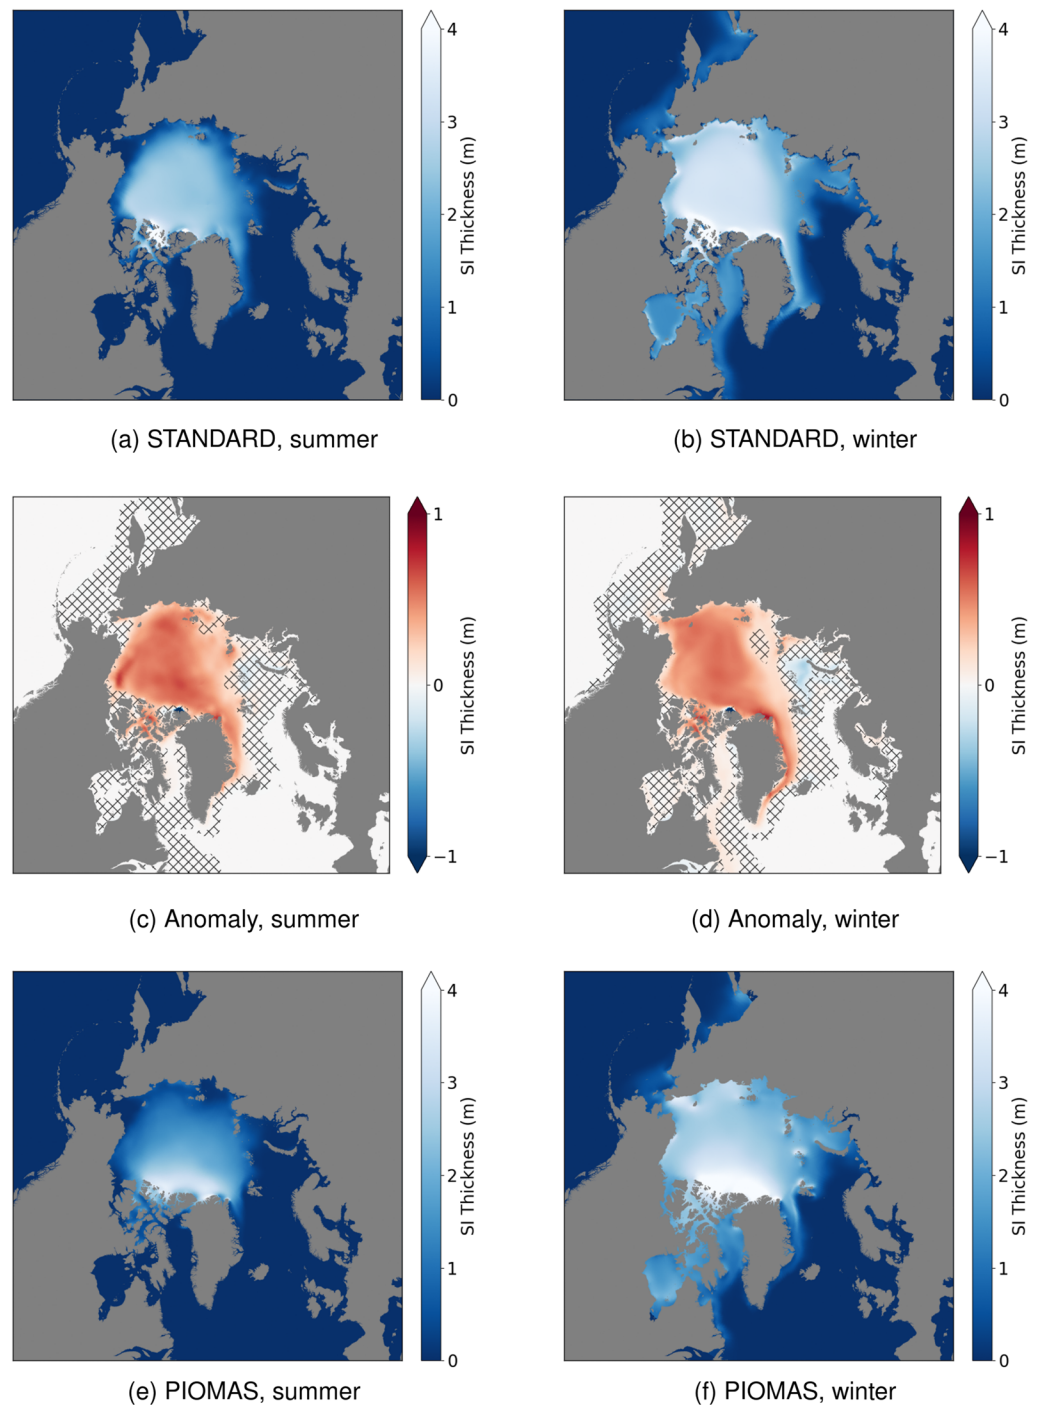 4
3
2
1
0
SI Thickness (m)
4
3
2
1
0
SI Thickness (m)
(a) STANDARD, summer
(b) STANDARD, winter
1
0
−1
SI Thickness (m)
1
0
−1
SI Thickness (m)
(c) Anomaly, summer
(d) Anomaly, winter
4
3
2
1
0
SI Thickness (m)
4
3
2
1
0
SI Thickness (m)
(e) PIOMAS, summer
(f) PIOMAS, winter